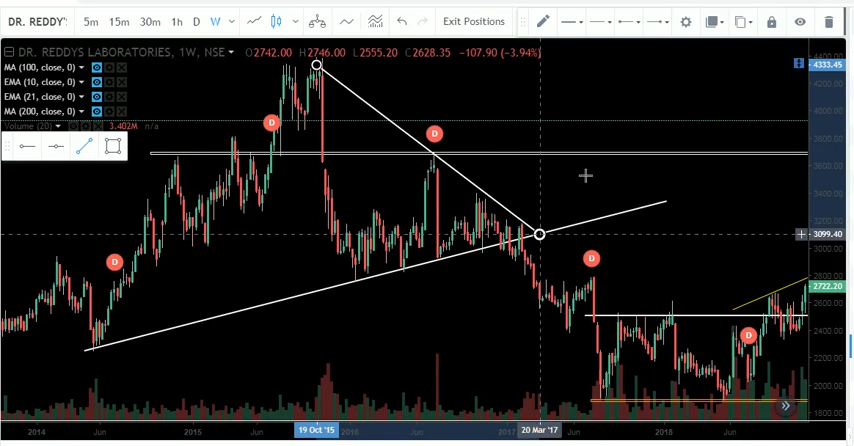 DR. REDDY' 5m 15m 30m 1h D W Exit Positions
DR. REDDYS LABORATORIES, 1W, NSE O2742.00 H2746.00 L2555.20 C2628.35 −107.90 (−3.94%)
MA (100, close, 0)
EMA (10, close, 0)
EMA (21, close, 0)
MA (200, close, 0)
Volume (20) 3.402M n/a
4400.00
4333.45
4000.00
3800.00
3600.00
3400.00
3200.00
3099.40
3000.00
2800.00
2722.20
2600.00
2400.00
2200.00
2000.00
1800.00
D
D
D
D
D
2014 Jun 2015 Jun 19 Oct '15 2016 Jun 2017 20 Mar '17 Jun 2018 Jun